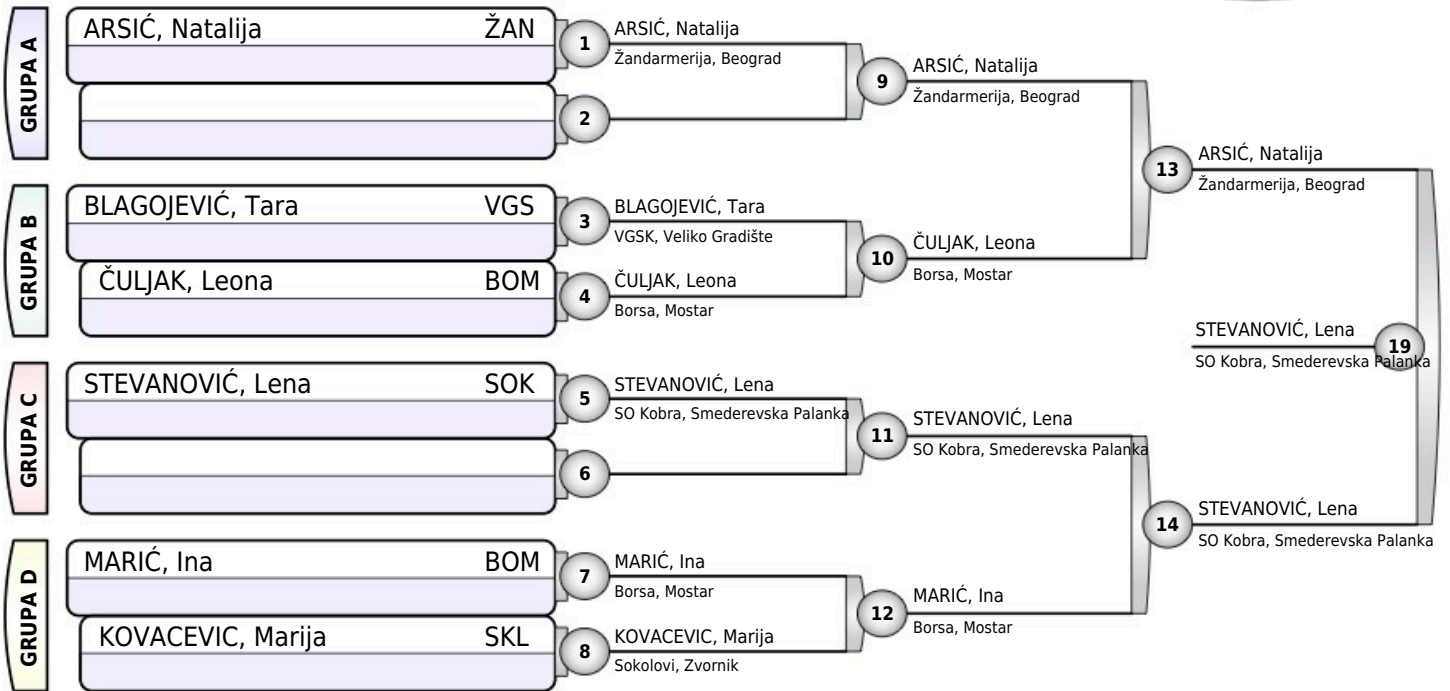 GRUPA A
ARSIĆ, Natalija ŽAN
1
ARSIĆ, Natalija
Žandarmerija, Beograd
2
9
ARSIĆ, Natalija
Žandarmerija, Beograd
GRUPA B
BLAGOJEVIĆ, Tara VGS
3
BLAGOJEVIĆ, Tara
VGSK, Veliko Gradište
ČULJAK, Leona BOM
4
ČULJAK, Leona
Borsa, Mostar
10
ČULJAK, Leona
Borsa, Mostar
13
ARSIĆ, Natalija
Žandarmerija, Beograd
GRUPA C
STEVANOVIĆ, Lena SOK
5
STEVANOVIĆ, Lena
SO Kobra, Smederevska Palanka
6
11
STEVANOVIĆ, Lena
SO Kobra, Smederevska Palanka
GRUPA D
MARIĆ, Ina BOM
7
MARIĆ, Ina
Borsa, Mostar
KOVACEVIC, Marija SKL
8
KOVACEVIC, Marija
Sokolovi, Zvornik
12
MARIĆ, Ina
Borsa, Mostar
14
STEVANOVIĆ, Lena
SO Kobra, Smederevska Palanka
STEVANOVIĆ, Lena
SO Kobra, Smederevska Palanka
19